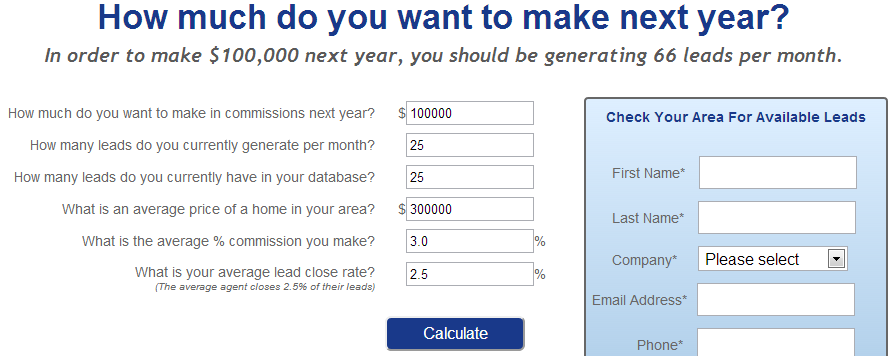 How much do you want to make next year?
In order to make $100,000 next year, you should be generating 66 leads per month.
How much do you want to make in commissions next year? $ 100000
How many leads do you currently generate per month? 25
How many leads do you currently have in your database? 25
What is an average price of a home in your area? $ 300000
What is the average % commission you make? 3.0 %
What is your average lead close rate? 2.5 %
(The average agent closes 2.5% of their leads)
Calculate
Check Your Area For Available Leads
First Name*
Last Name*
Company* Please select
Email Address*
Phone*